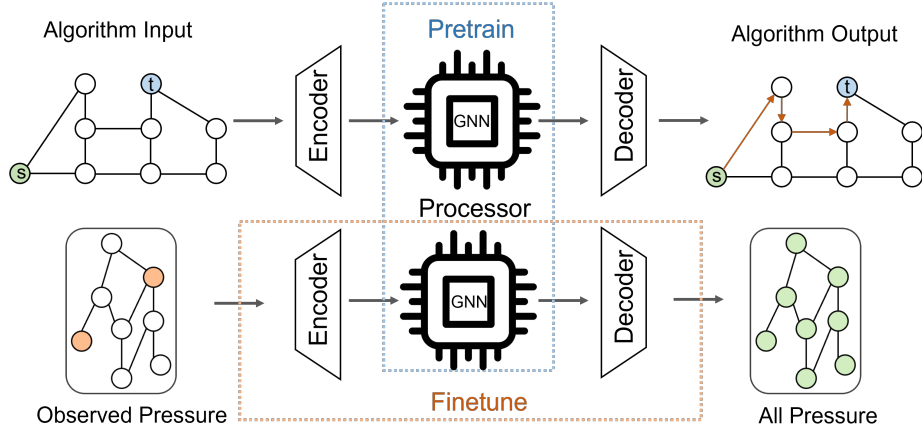 Algorithm Input
Pretrain
Algorithm Output
t
s
Encoder
GNN
Decoder
t
s
Processor
Encoder
GNN
Decoder
Observed Pressure
Finetune
All Pressure